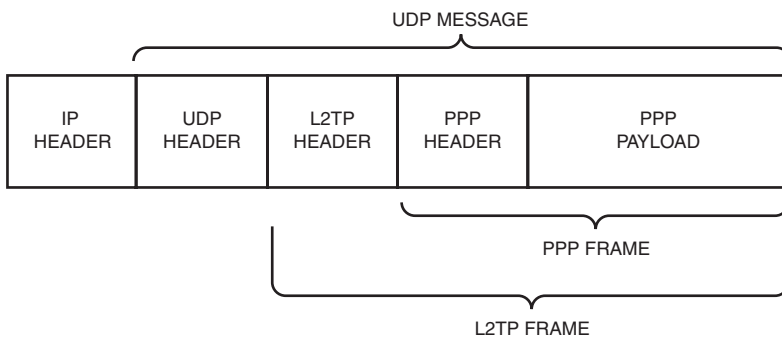 UDP MESSAGE
IP
HEADER
UDP
HEADER
L2TP
HEADER
PPP
HEADER
PPP
PAYLOAD
PPP FRAME
L2TP FRAME